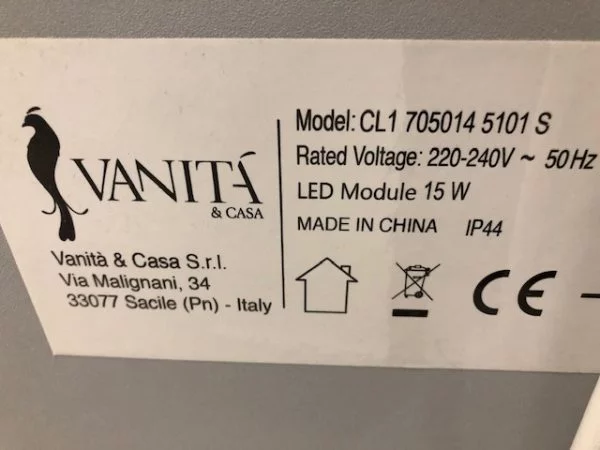 VANITÁ
& CASA
Vanità & Casa S.r.l.
Via Malignani, 34
33077 Sacile (Pn) - Italy
Model: CL1 705014 5101 S
Rated Voltage: 220-240V ~ 50Hz
LED Module 15 W
MADE IN CHINA IP44
CE